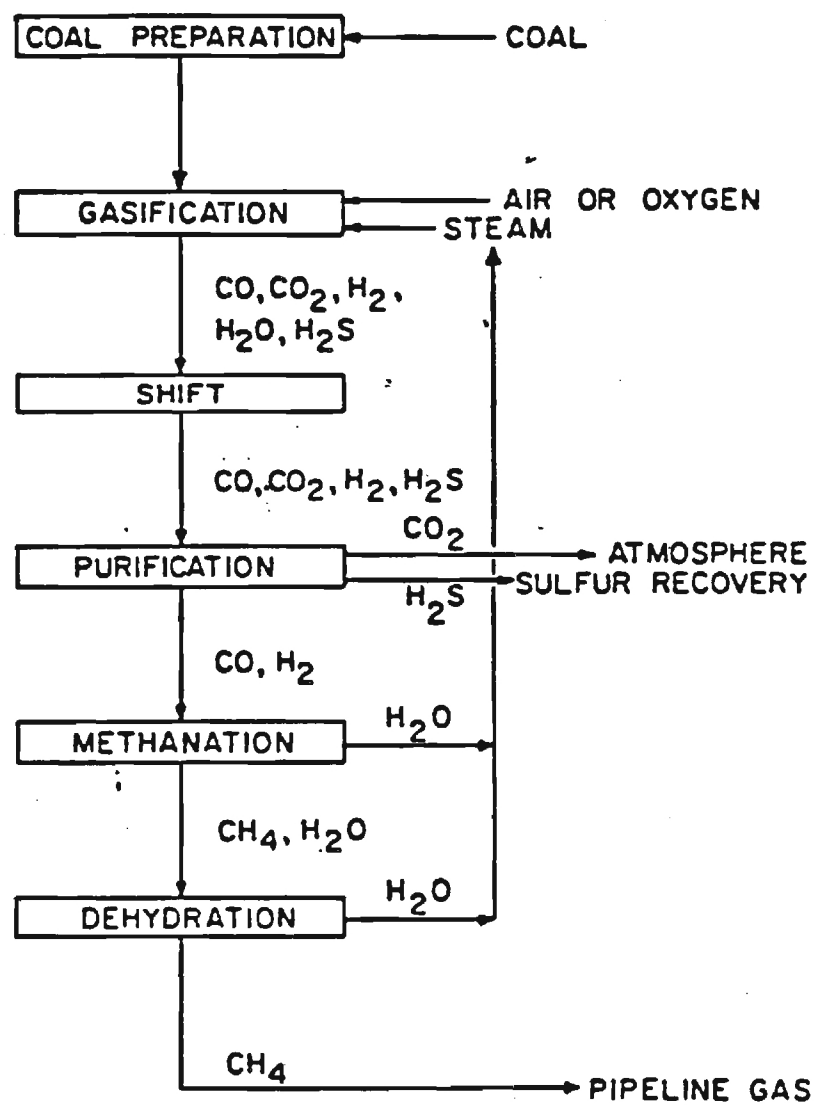 COAL PREPARATION
COAL
GASIFICATION
AIR OR OXYGEN
STEAM
CO, CO2, H2,
H2O, H2S
SHIFT
CO, CO2, H2, H2S
PURIFICATION
CO2
ATMOSPHERE
H2S
SULFUR RECOVERY
CO, H2
METHANATION
H2O
CH4, H2O
DEHYDRATION
H2O
CH4
PIPELINE GAS